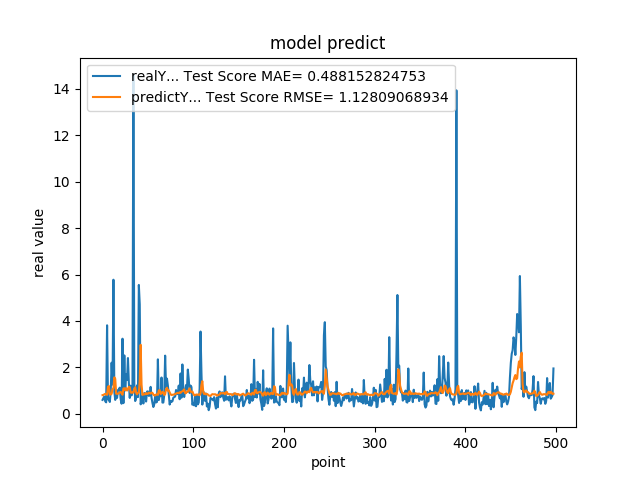 model predict
realY... Test Score MAE= 0.488152824753
predictY... Test Score RMSE= 1.12809068934
14
12
10
8
6
4
2
0
real value
0 100 200 300 400 500
point